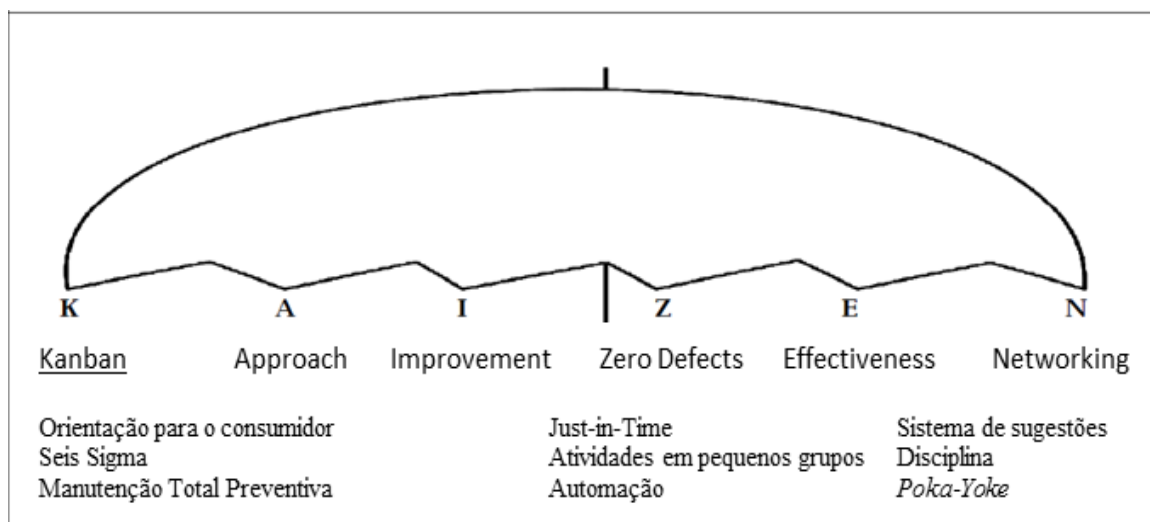 K A I Z E N
Kanban Approach Improvement Zero Defects Effectiveness Networking
Orientação para o consumidor Just-in-Time Sistema de sugestões
Seis Sigma Atividades em pequenos grupos Disciplina
Manutenção Total Preventiva Automação Poka-Yoke